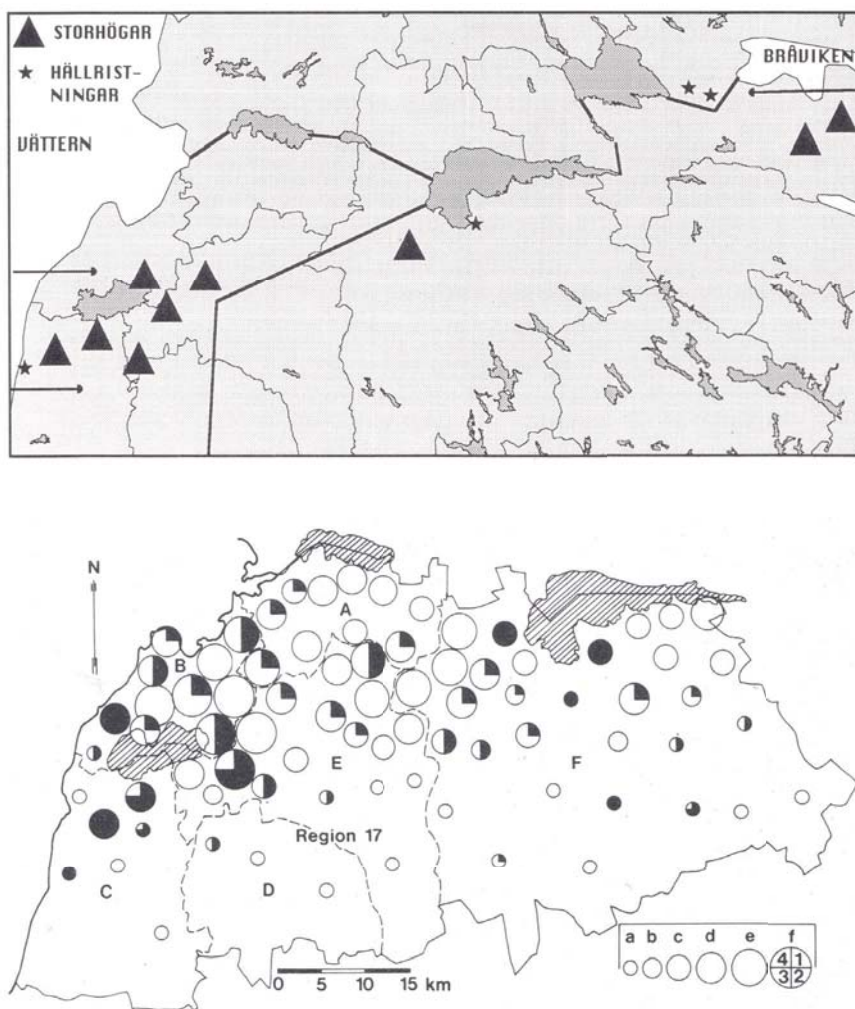 STORHÖGAR
HÄLLRIST-
NINGAR
VÄTTERN
BRÅVIKEN
N
A
B
E
F
Region 17
C
D
a b c d e f
4 1
3 2
0 5 10 15 km